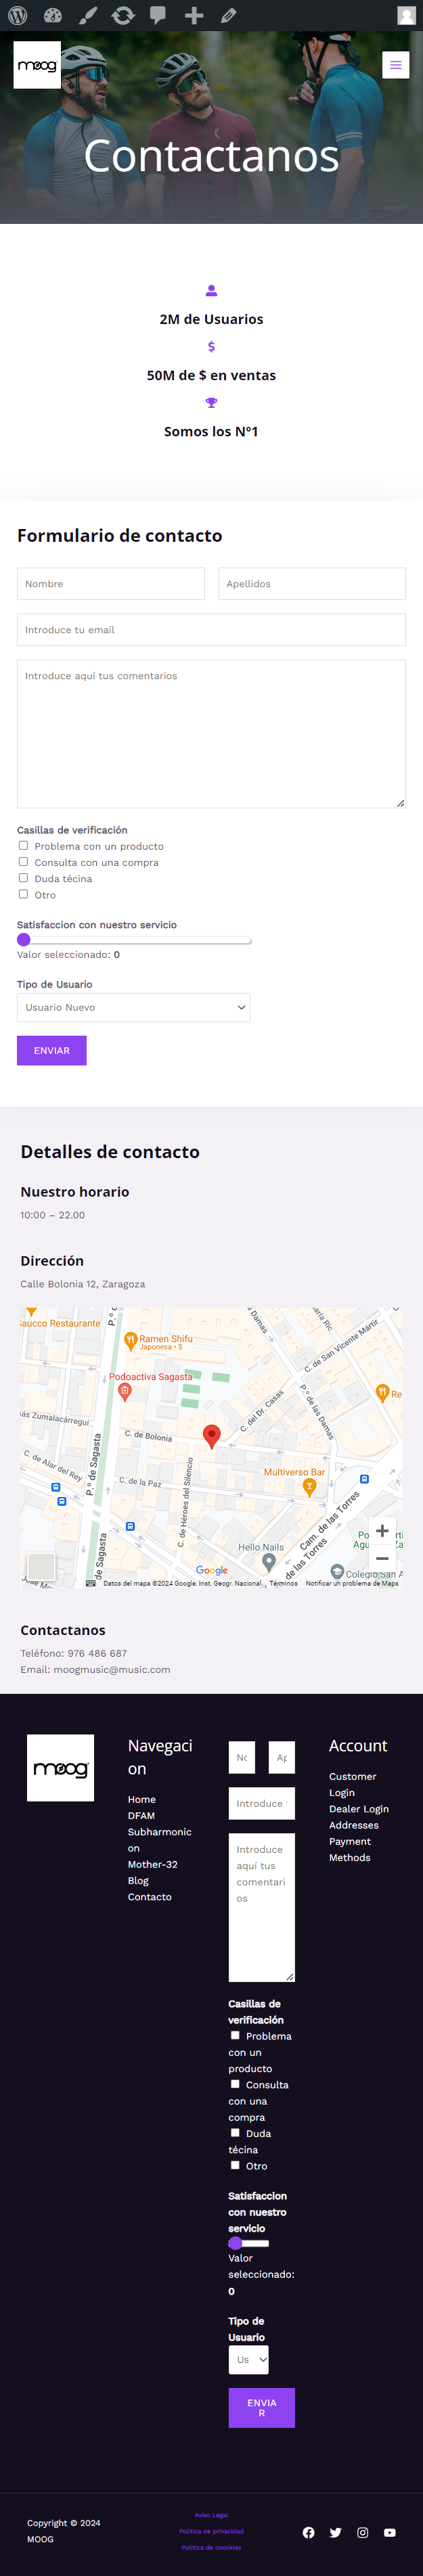 moog
Contactanos
2M de Usuarios
50M de $ en ventas
Somos los Nº1
Formulario de contacto
Nombre
Apellidos
Introduce tu email
Introduce aquí tus comentarios
Casillas de verificación
Problema con un producto
Consulta con una compra
Duda técina
Otro
Satisfaccion con nuestro servicio
Valor seleccionado: 0
Tipo de Usuario
Usuario Nuevo
ENVIAR
Detalles de contacto
Nuestro horario
10:00 – 22.00
Dirección
Calle Bolonia 12, Zaragoza
Saucco Restaurante
Ramen Shifu
Japonesa • $
Podoactiva Sagasta
P.º de Sagasta
C. de San Vicente Mártir
P.º de las Damas
C. del Dr. Casas
C. de Bolonia
C. de Alar del Rey
C. de la Paz
C. de Héroes del Silencio
Multiverso Bar
Cam. de las Torres
Hello Nails
Google
Datos del mapa ©2024 Google, Inst. Geogr. Nacional
Términos
Notificar un problema de Maps
Contactanos
Teléfono: 976 486 687
Email: moogmusic@music.com
moog
Navegaci
on
Home
DFAM
Subharmonic
on
Mother-32
Blog
Contacto
Nc
Ap
Introduce
Introduce
aquí tus
comentari
os
Casillas de
verificación
Problema
con un
producto
Consulta
con una
compra
Duda
técina
Otro
Satisfaccion
con nuestro
servicio
Valor
seleccionado:
0
Tipo de
Usuario
Us
ENVIA
R
Account
Customer
Login
Dealer Login
Addresses
Payment
Methods
Copyright © 2024
MOOG
Aviso Legal
Política de privacidad
Política de coockies